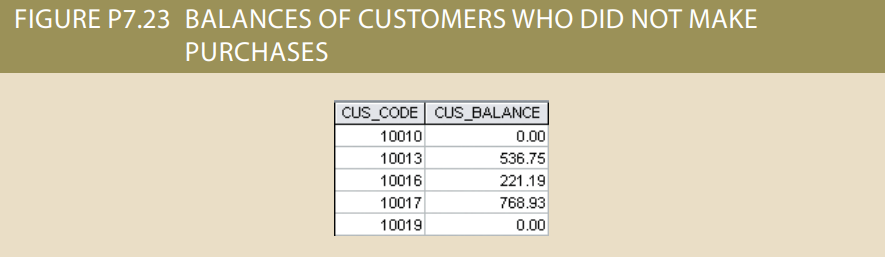 FIGURE P7.23 BALANCES OF CUSTOMERS WHO DID NOT MAKE
PURCHASES
CUS_CODE CUS_BALANCE
10010 0.00
10013 536.75
10016 221.19
10017 768.93
10019 0.00